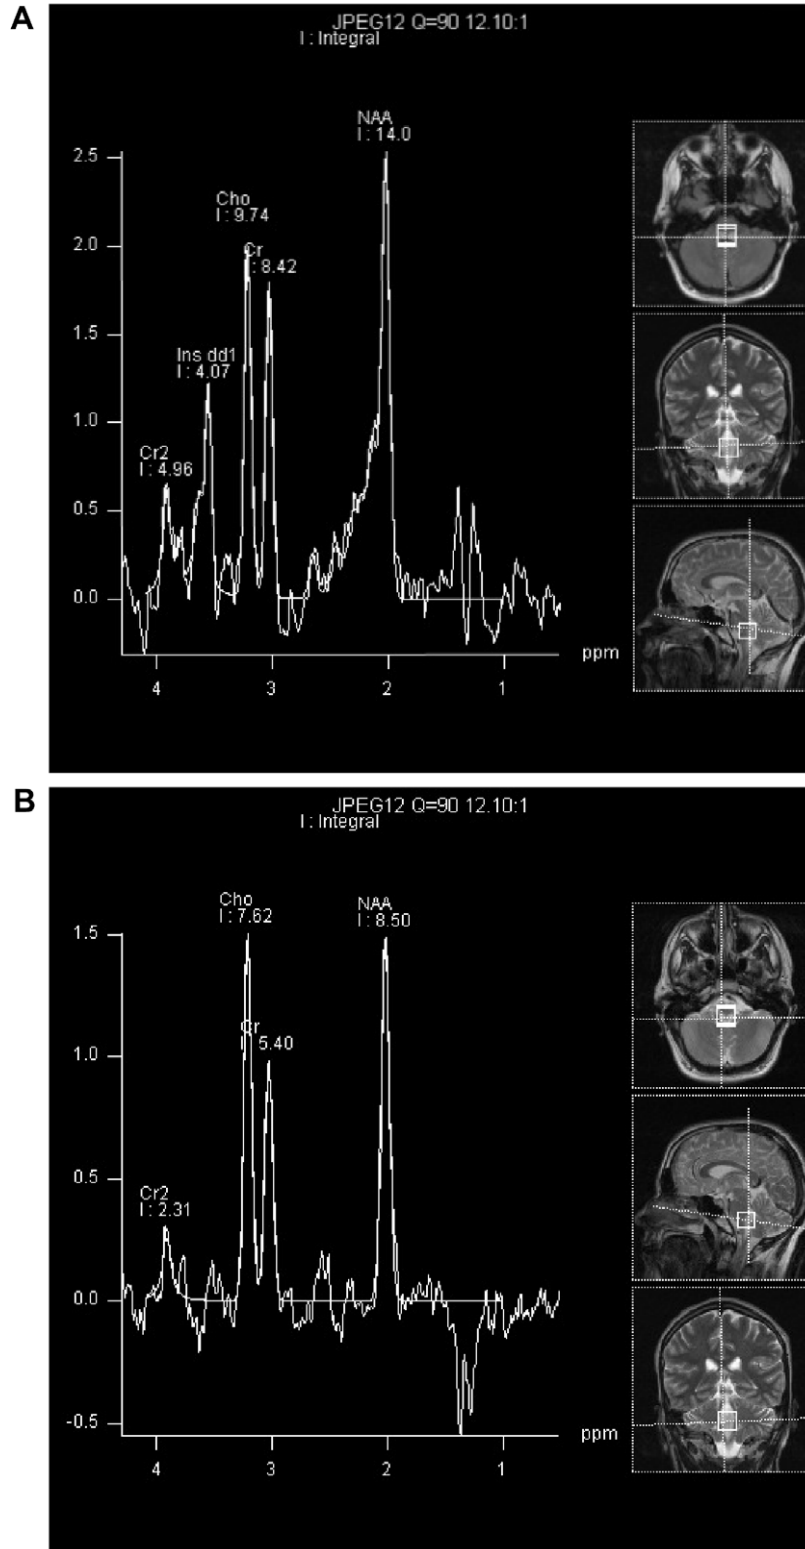 A
JPEG12 Q=90 12.10:1
I : Integral
NAA
I : 14.0
2.5
Cho
I : 9.74
2.0
Cr
I : 8.42
1.5
Ins dd1
I : 4.07
1.0
Cr2
I : 4.96
0.5
0.0
ppm
4 3 2 1
B
JPEG12 Q=90 12.10:1
I : Integral
Cho
I : 7.62
NAA
I : 8.50
1.5
Cr
5.40
1.0
0.5
Cr2
I : 2.31
0.0
-0.5
ppm
4 3 2 1